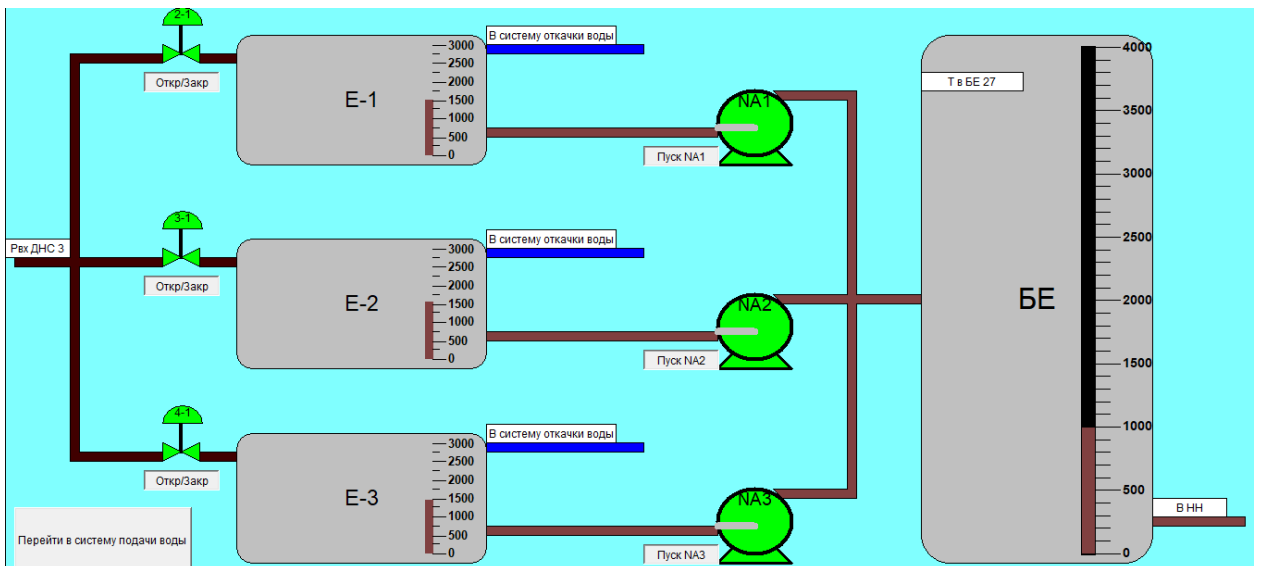 2-1
Откр/Закр
E-1
3000
2500
2000
1500
1000
500
0
В систему откачки воды
NA1
Пуск NA1
Т в БЕ 27
4000
3500
3000
2500
2000
1500
1000
500
0
БЕ
Рвх ДНС 3
3-1
Откр/Закр
E-2
3000
2500
2000
1500
1000
500
0
В систему откачки воды
NA2
Пуск NA2
4-1
Откр/Закр
E-3
3000
2500
2000
1500
1000
500
0
В систему откачки воды
NA3
Пуск NA3
В НН
Перейти в систему подачи воды